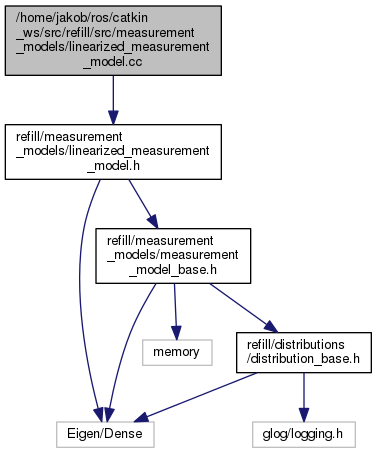 /home/jakob/ros/catkin
_ws/src/refill/src/measurement
_models/linearized_measurement
_model.cc
refill/measurement
_models/linearized_measurement
_model.h
refill/measurement
_models/measurement
_model_base.h
memory
refill/distributions
/distribution_base.h
Eigen/Dense
glog/logging.h